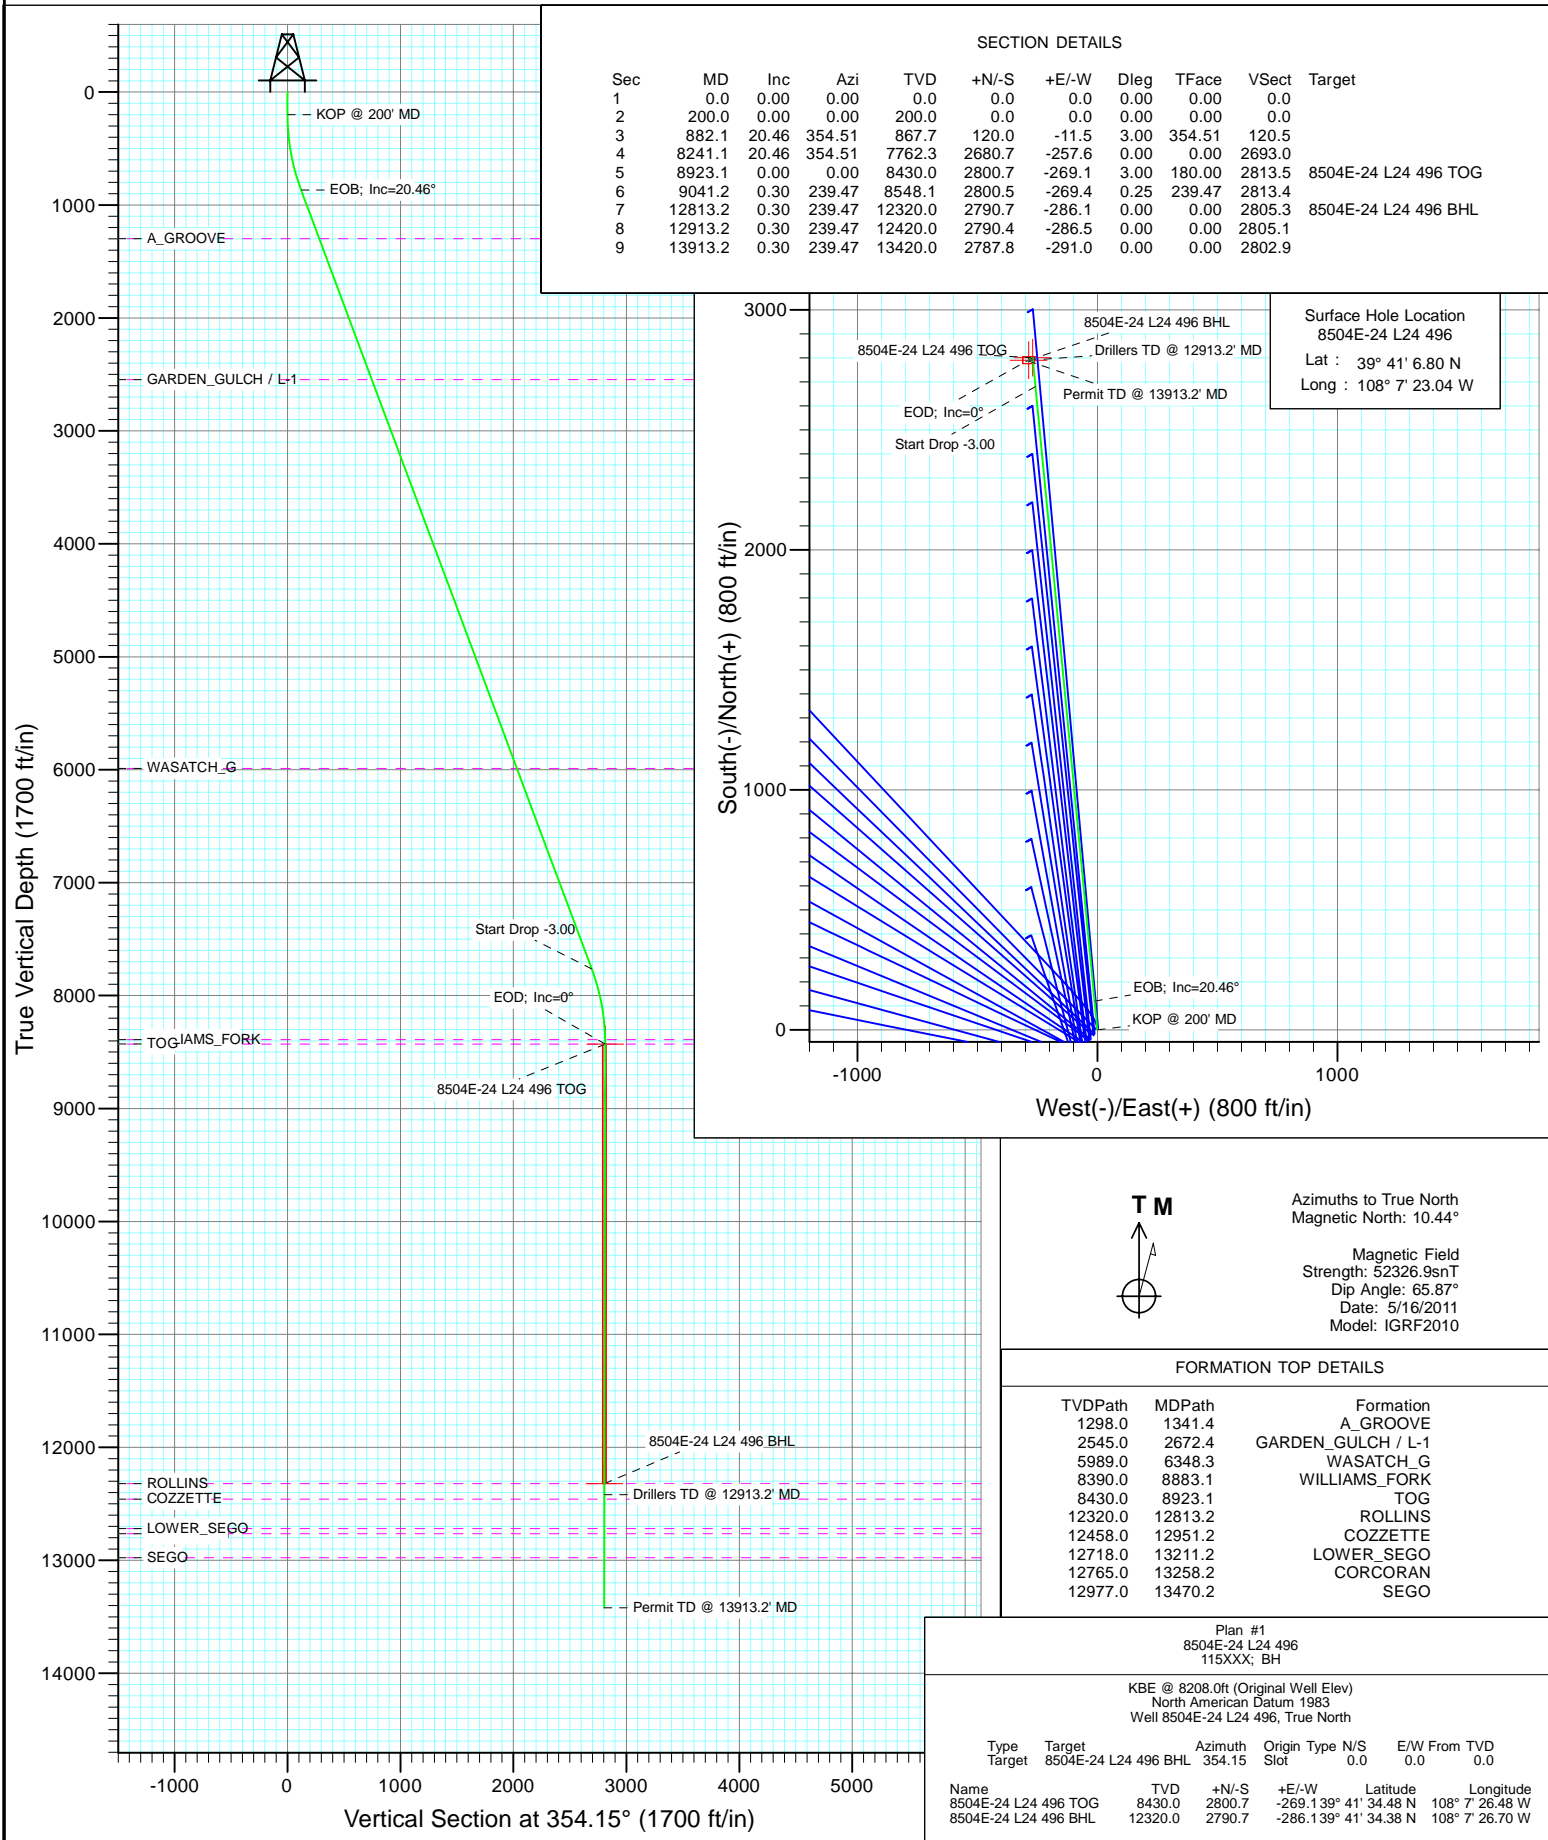 SECTION DETAILS
Sec MD Inc Azi TVD +N/-S +E/-W Dleg TFace VSect Target
1 0.0 0.00 0.00 0.0 0.0 0.0 0.00 0.00 0.0
2 200.0 0.00 0.00 200.0 0.0 0.0 0.00 0.00 0.0
3 882.1 20.46 354.51 867.7 120.0 -11.5 3.00 354.51 120.5
4 8241.1 20.46 354.51 7762.3 2680.7 -257.6 0.00 0.00 2693.0
5 8923.1 0.00 0.00 8430.0 2800.7 -269.1 3.00 180.00 2813.5 8504E-24 L24 496 TOG
6 9041.2 0.30 239.47 8548.1 2800.5 -269.4 0.25 239.47 2813.4
7 12813.2 0.30 239.47 12320.0 2790.7 -286.1 0.00 0.00 2805.3 8504E-24 L24 496 BHL
8 12913.2 0.30 239.47 12420.0 2790.4 -286.5 0.00 0.00 2805.1
9 13913.2 0.30 239.47 13420.0 2787.8 -291.0 0.00 0.00 2802.9
True Vertical Depth (1700 ft/in)
0
1000
2000
3000
4000
5000
6000
7000
8000
9000
10000
11000
12000
13000
14000
KOP @ 200' MD
EOB; Inc=20.46°
A_GROOVE
GARDEN_GULCH / L-1
WASATCH_G
Start Drop -3.00
EOD; Inc=0°
TOG
IAMS_FORK
8504E-24 L24 496 TOG
8504E-24 L24 496 BHL
ROLLINS
COZZETTE
Drillers TD @ 12913.2' MD
LOWER_SEGO
SEGO
Permit TD @ 13913.2' MD
-1000 0 1000 2000 3000 4000 5000
Vertical Section at 354.15° (1700 ft/in)
South(-)/North(+) (800 ft/in)
3000
2000
1000
0
8504E-24 L24 496 BHL
8504E-24 L24 496 TOG
Drillers TD @ 12913.2' MD
Permit TD @ 13913.2' MD
EOD; Inc=0°
Start Drop -3.00
EOB; Inc=20.46°
KOP @ 200' MD
-1000 0 1000
West(-)/East(+) (800 ft/in)
Surface Hole Location
8504E-24 L24 496
Lat : 39° 41' 6.80 N
Long : 108° 7' 23.04 W
T M
Azimuths to True North
Magnetic North: 10.44°
Magnetic Field
Strength: 52326.9snT
Dip Angle: 65.87°
Date: 5/16/2011
Model: IGRF2010
FORMATION TOP DETAILS
TVDPath MDPath Formation
1298.0 1341.4 A_GROOVE
2545.0 2672.4 GARDEN_GULCH / L-1
5989.0 6348.3 WASATCH_G
8390.0 8883.1 WILLIAMS_FORK
8430.0 8923.1 TOG
12320.0 12813.2 ROLLINS
12458.0 12951.2 COZZETTE
12718.0 13211.2 LOWER_SEGO
12765.0 13258.2 CORCORAN
12977.0 13470.2 SEGO
Plan #1
8504E-24 L24 496
115XXX; BH
KBE @ 8208.0ft (Original Well Elev)
North American Datum 1983
Well 8504E-24 L24 496, True North
Type Target Azimuth Origin Type N/S E/W From TVD
Target 8504E-24 L24 496 BHL 354.15 Slot 0.0 0.0 0.0
Name TVD +N/-S +E/-W Latitude Longitude
8504E-24 L24 496 TOG 8430.0 2800.7 -269.1 39° 41' 34.48 N 108° 7' 26.48 W
8504E-24 L24 496 BHL 12320.0 2790.7 -286.1 39° 41' 34.38 N 108° 7' 26.70 W